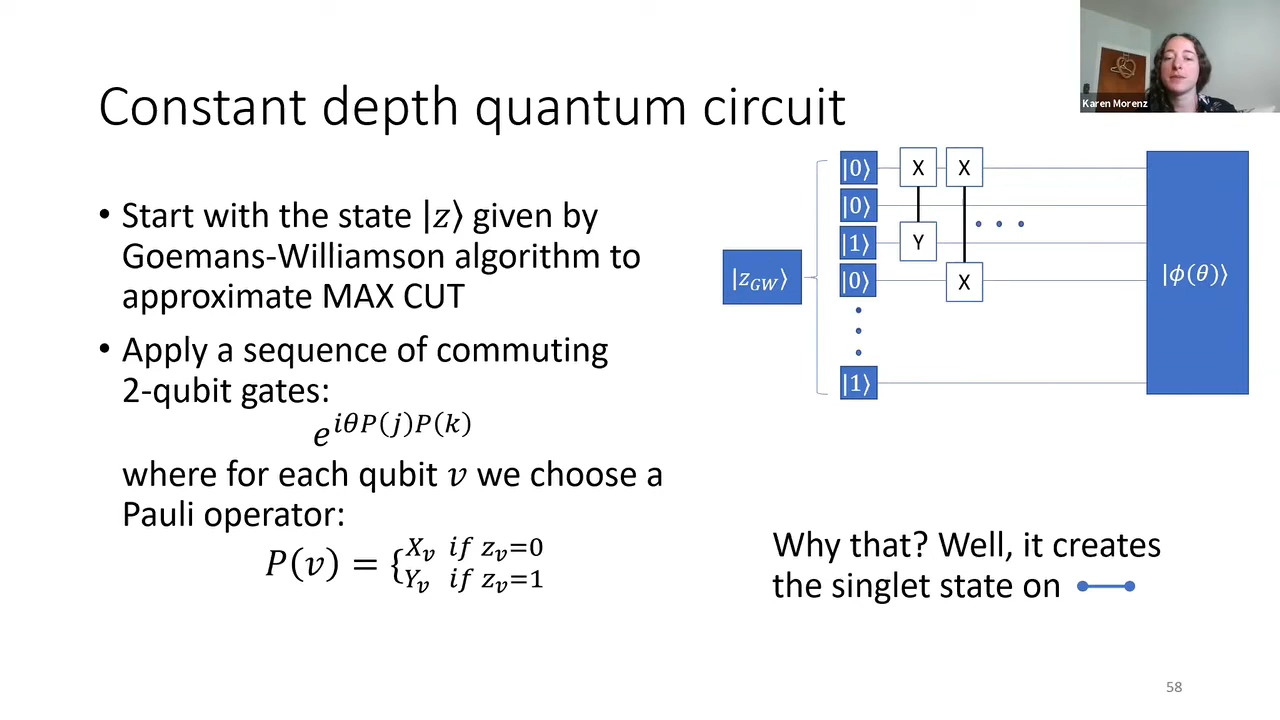 Karen Morenz
Constant depth quantum circuit
• Start with the state |z⟩ given by
Goemans-Williamson algorithm to
approximate MAX CUT
• Apply a sequence of commuting
2-qubit gates:
e^{iθP(j)P(k)}
where for each qubit v we choose a
Pauli operator:
P(v) = {X_v if z_v=0
Y_v if z_v=1
|z_{GW}⟩
|0⟩
|0⟩
|1⟩
|0⟩
|1⟩
X X
Y
X
|ϕ(θ)⟩
Why that? Well, it creates
the singlet state on
58